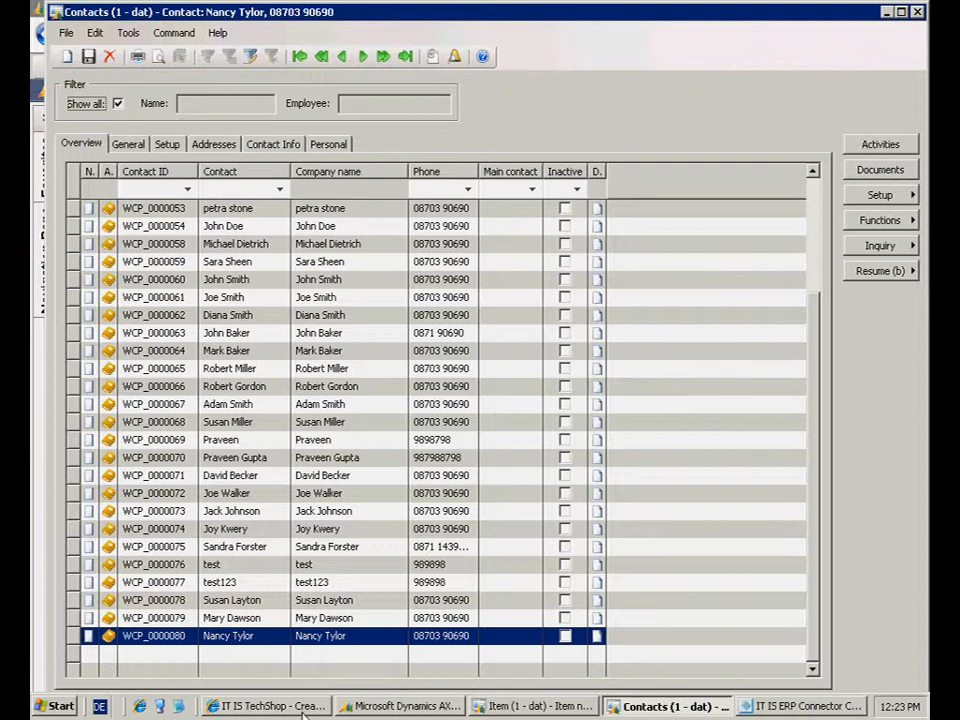 Contacts (1 - dat) - Contact: Nancy Tylor, 08703 90690
File Edit Tools Command Help
Filter
Show all: Name: Employee:
Overview General Setup Addresses Contact Info Personal
Activities
Documents
Setup
Functions
Inquiry
Resume (b)
N. A. Contact ID Contact Company name Phone Main contact Inactive D.
WCP_0000053 petra stone petra stone 08703 90690
WCP_0000054 John Doe John Doe 08703 90690
WCP_0000058 Michael Dietrich Michael Dietrich 08703 90690
WCP_0000059 Sara Sheen Sara Sheen 08703 90690
WCP_0000060 John Smith John Smith 08703 90690
WCP_0000061 Joe Smith Joe Smith 08703 90690
WCP_0000062 Diana Smith Diana Smith 08703 90690
WCP_0000063 John Baker John Baker 0871 90690
WCP_0000064 Mark Baker Mark Baker 08703 90690
WCP_0000065 Robert Miller Robert Miller 08703 90690
WCP_0000066 Robert Gordon Robert Gordon 08703 90690
WCP_0000067 Adam Smith Adam Smith 08703 90690
WCP_0000068 Susan Miller Susan Miller 08703 90690
WCP_0000069 Praveen Praveen 9898798
WCP_0000070 Praveen Gupta Praveen Gupta 987988798
WCP_0000071 David Becker David Becker 08703 90690
WCP_0000072 Joe Walker Joe Walker 08703 90690
WCP_0000073 Jack Johnson Jack Johnson 08703 90690
WCP_0000074 Joy Kwery Joy Kwery 08703 90690
WCP_0000075 Sandra Forster Sandra Forster 0871 1439...
WCP_0000076 test test 989898
WCP_0000077 test123 test123 989898
WCP_0000078 Susan Layton Susan Layton 08703 90690
WCP_0000079 Mary Dawson Mary Dawson 08703 90690
WCP_0000080 Nancy Tylor Nancy Tylor 08703 90690
Start DE IT IS TechShop - Crea... Microsoft Dynamics AX... Item (1 - dat) - Item n... Contacts (1 - dat) - ... IT IS ERP Connector C... 12:23 PM